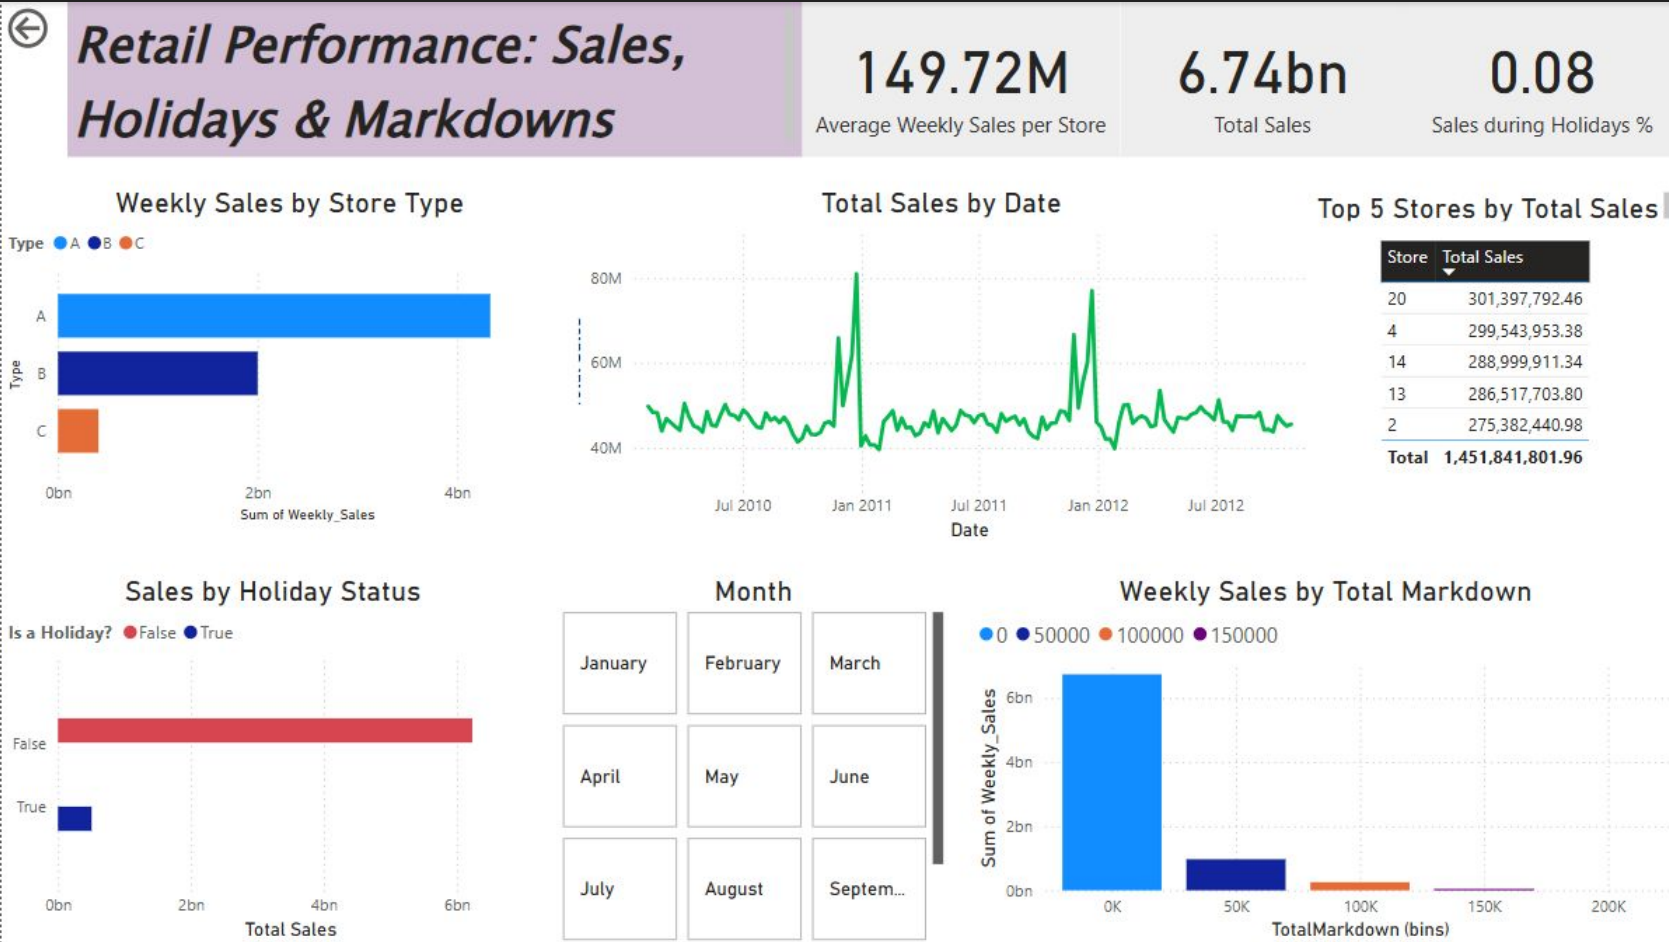 Retail Performance: Sales,
Holidays & Markdowns
149.72M
Average Weekly Sales per Store
6.74bn
Total Sales
0.08
Sales during Holidays %
Weekly Sales by Store Type
Type A B C
A
B
C
Type
0bn 2bn 4bn
Sum of Weekly_Sales
Total Sales by Date
80M
60M
40M
Jul 2010 Jan 2011 Jul 2011 Jan 2012 Jul 2012
Date
Top 5 Stores by Total Sales
Store Total Sales
20 301,397,792.46
4 299,543,953.38
14 288,999,911.34
13 286,517,703.80
2 275,382,440.98
Total 1,451,841,801.96
Sales by Holiday Status
Is a Holiday? False True
False
True
0bn 2bn 4bn 6bn
Total Sales
Month
January February March
April May June
July August Septem...
Weekly Sales by Total Markdown
0 50000 100000 150000
Sum of Weekly_Sales
6bn
4bn
2bn
0bn
0K 50K 100K 150K 200K
TotalMarkdown (bins)